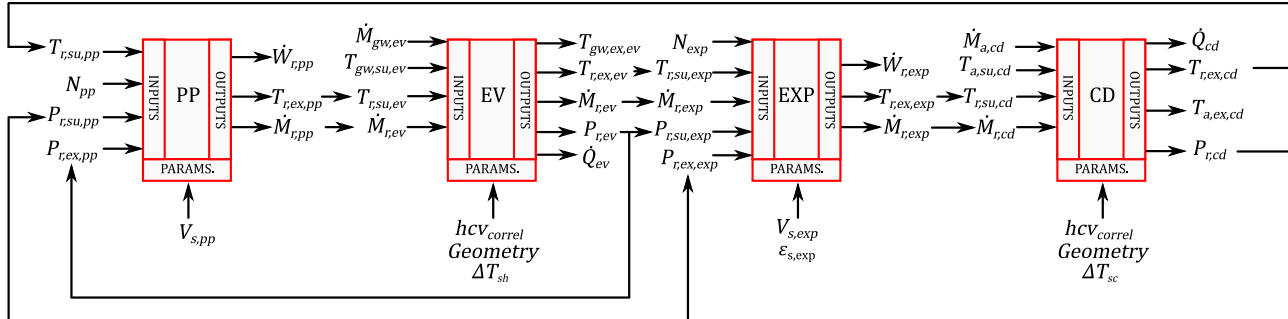 T_{r,su,pp}
N_{pp}
P_{r,su,pp}
P_{r,ex,pp}
INPUTS
PP
OUTPUTS
PARAMS.
V_{s,pp}
Ẇ_{r,pp}
T_{r,ex,pp}
Ṁ_{r,pp}
Ṁ_{gw,ev}
T_{gw,su,ev}
T_{r,su,ev}
Ṁ_{r,ev}
INPUTS
EV
OUTPUTS
PARAMS.
hcv_{correl}
Geometry
ΔT_{sh}
T_{gw,ex,ev}
T_{r,ex,ev}
Ṁ_{r,ev}
P_{r,ev}
Q̇_{ev}
N_{exp}
T_{r,su,exp}
Ṁ_{r,exp}
P_{r,su,exp}
P_{r,ex,exp}
INPUTS
EXP
OUTPUTS
PARAMS.
V_{s,exp}
ε_{s,exp}
Ẇ_{r,exp}
T_{r,ex,exp}
Ṁ_{r,exp}
Ṁ_{a,cd}
T_{a,su,cd}
T_{r,su,cd}
Ṁ_{r,cd}
INPUTS
CD
OUTPUTS
PARAMS.
hcv_{correl}
Geometry
ΔT_{sc}
Q̇_{cd}
T_{r,ex,cd}
T_{a,ex,cd}
P_{r,cd}